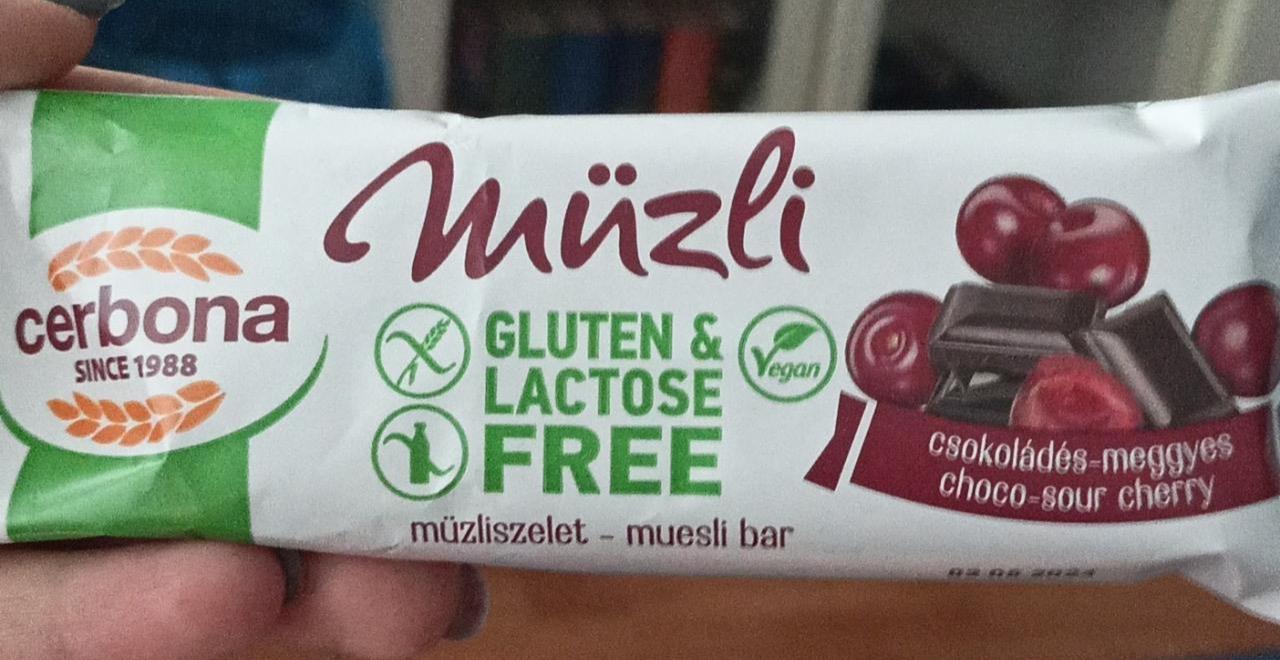 müzli
cerbona
SINCE 1988
GLUTEN &
LACTOSE
FREE
Vegan
csokoládés-meggyes
choco-sour cherry
müzliszelet - muesli bar